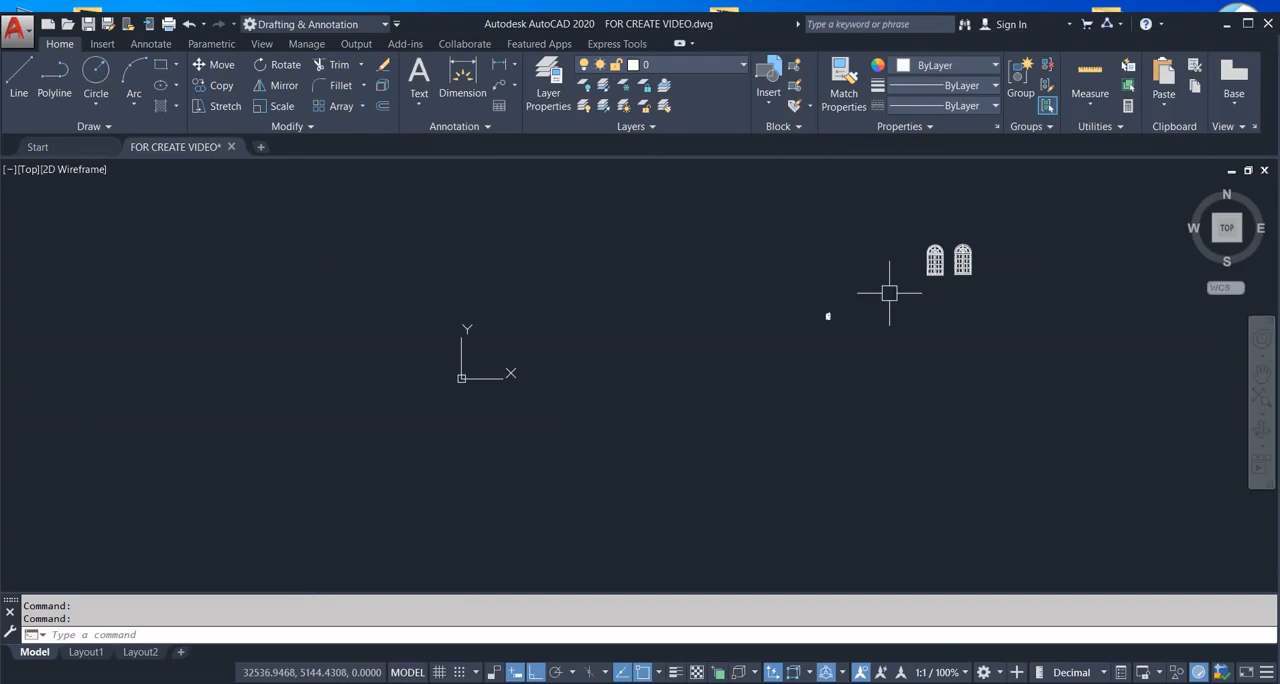 Drafting & Annotation
Autodesk AutoCAD 2020 FOR CREATE VIDEO.dwg
Type a keyword or phrase
Sign In
Home Insert Annotate Parametric View Manage Output Add-ins Collaborate Featured Apps Express Tools
Line Polyline Circle Arc
Move Rotate Trim
Copy Mirror Fillet
Stretch Scale Array
Text Dimension
Layer Properties
0
Insert
Match Properties
ByLayer
ByLayer
ByLayer
Group
Measure
Paste
Base
Draw Modify Annotation Layers Block Properties Groups Utilities Clipboard View
Start FOR CREATE VIDEO*
[−][Top][2D Wireframe]
N
W TOP E
S
WCS
Y
X
Command:
Command:
Type a command
Model Layout1 Layout2
32536.9468, 5144.4308, 0.0000 MODEL 1:1 / 100% Decimal